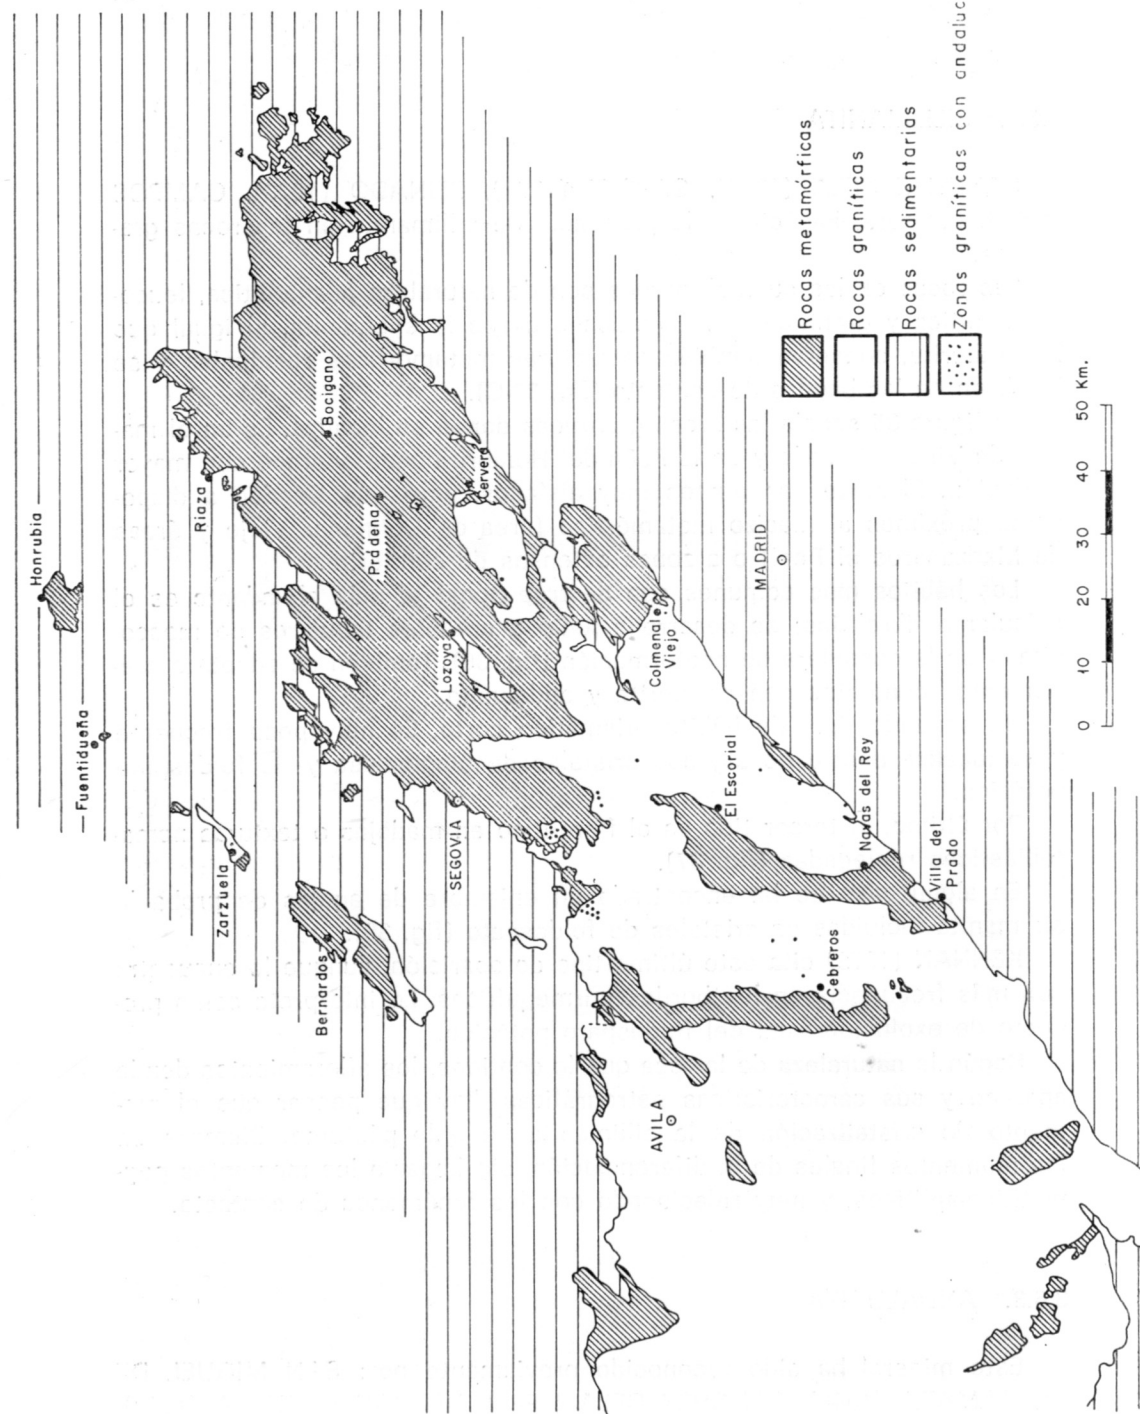 Honrubia
Fuentidueña
Riaza
Zarzuela
Bocigano
Prádena
Cervera
Bernardos
SEGOVIA
Lozoya
MADRID
Colmenal
Viejo
El Escorial
Navas del Rey
Villa del
Prado
Cebreros
AVILA
Rocas metamórficas
Rocas graníticas
Rocas sedimentarias
Zonas graníticas con andaluc
0 10 20 30 40 50 Km.